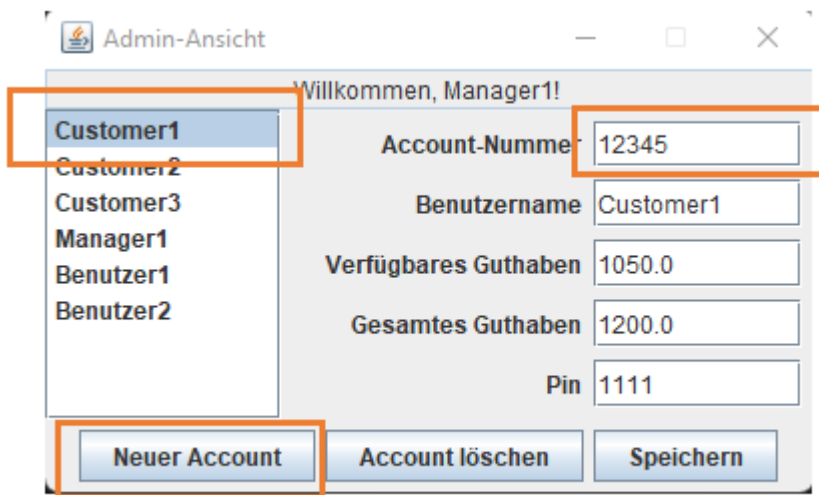 Admin-Ansicht
Willkommen, Manager1!
Customer1
Customer2
Customer3
Manager1
Benutzer1
Benutzer2
Account-Nummer 12345
Benutzername Customer1
Verfügbares Guthaben 1050.0
Gesamtes Guthaben 1200.0
Pin 1111
Neuer Account Account löschen Speichern